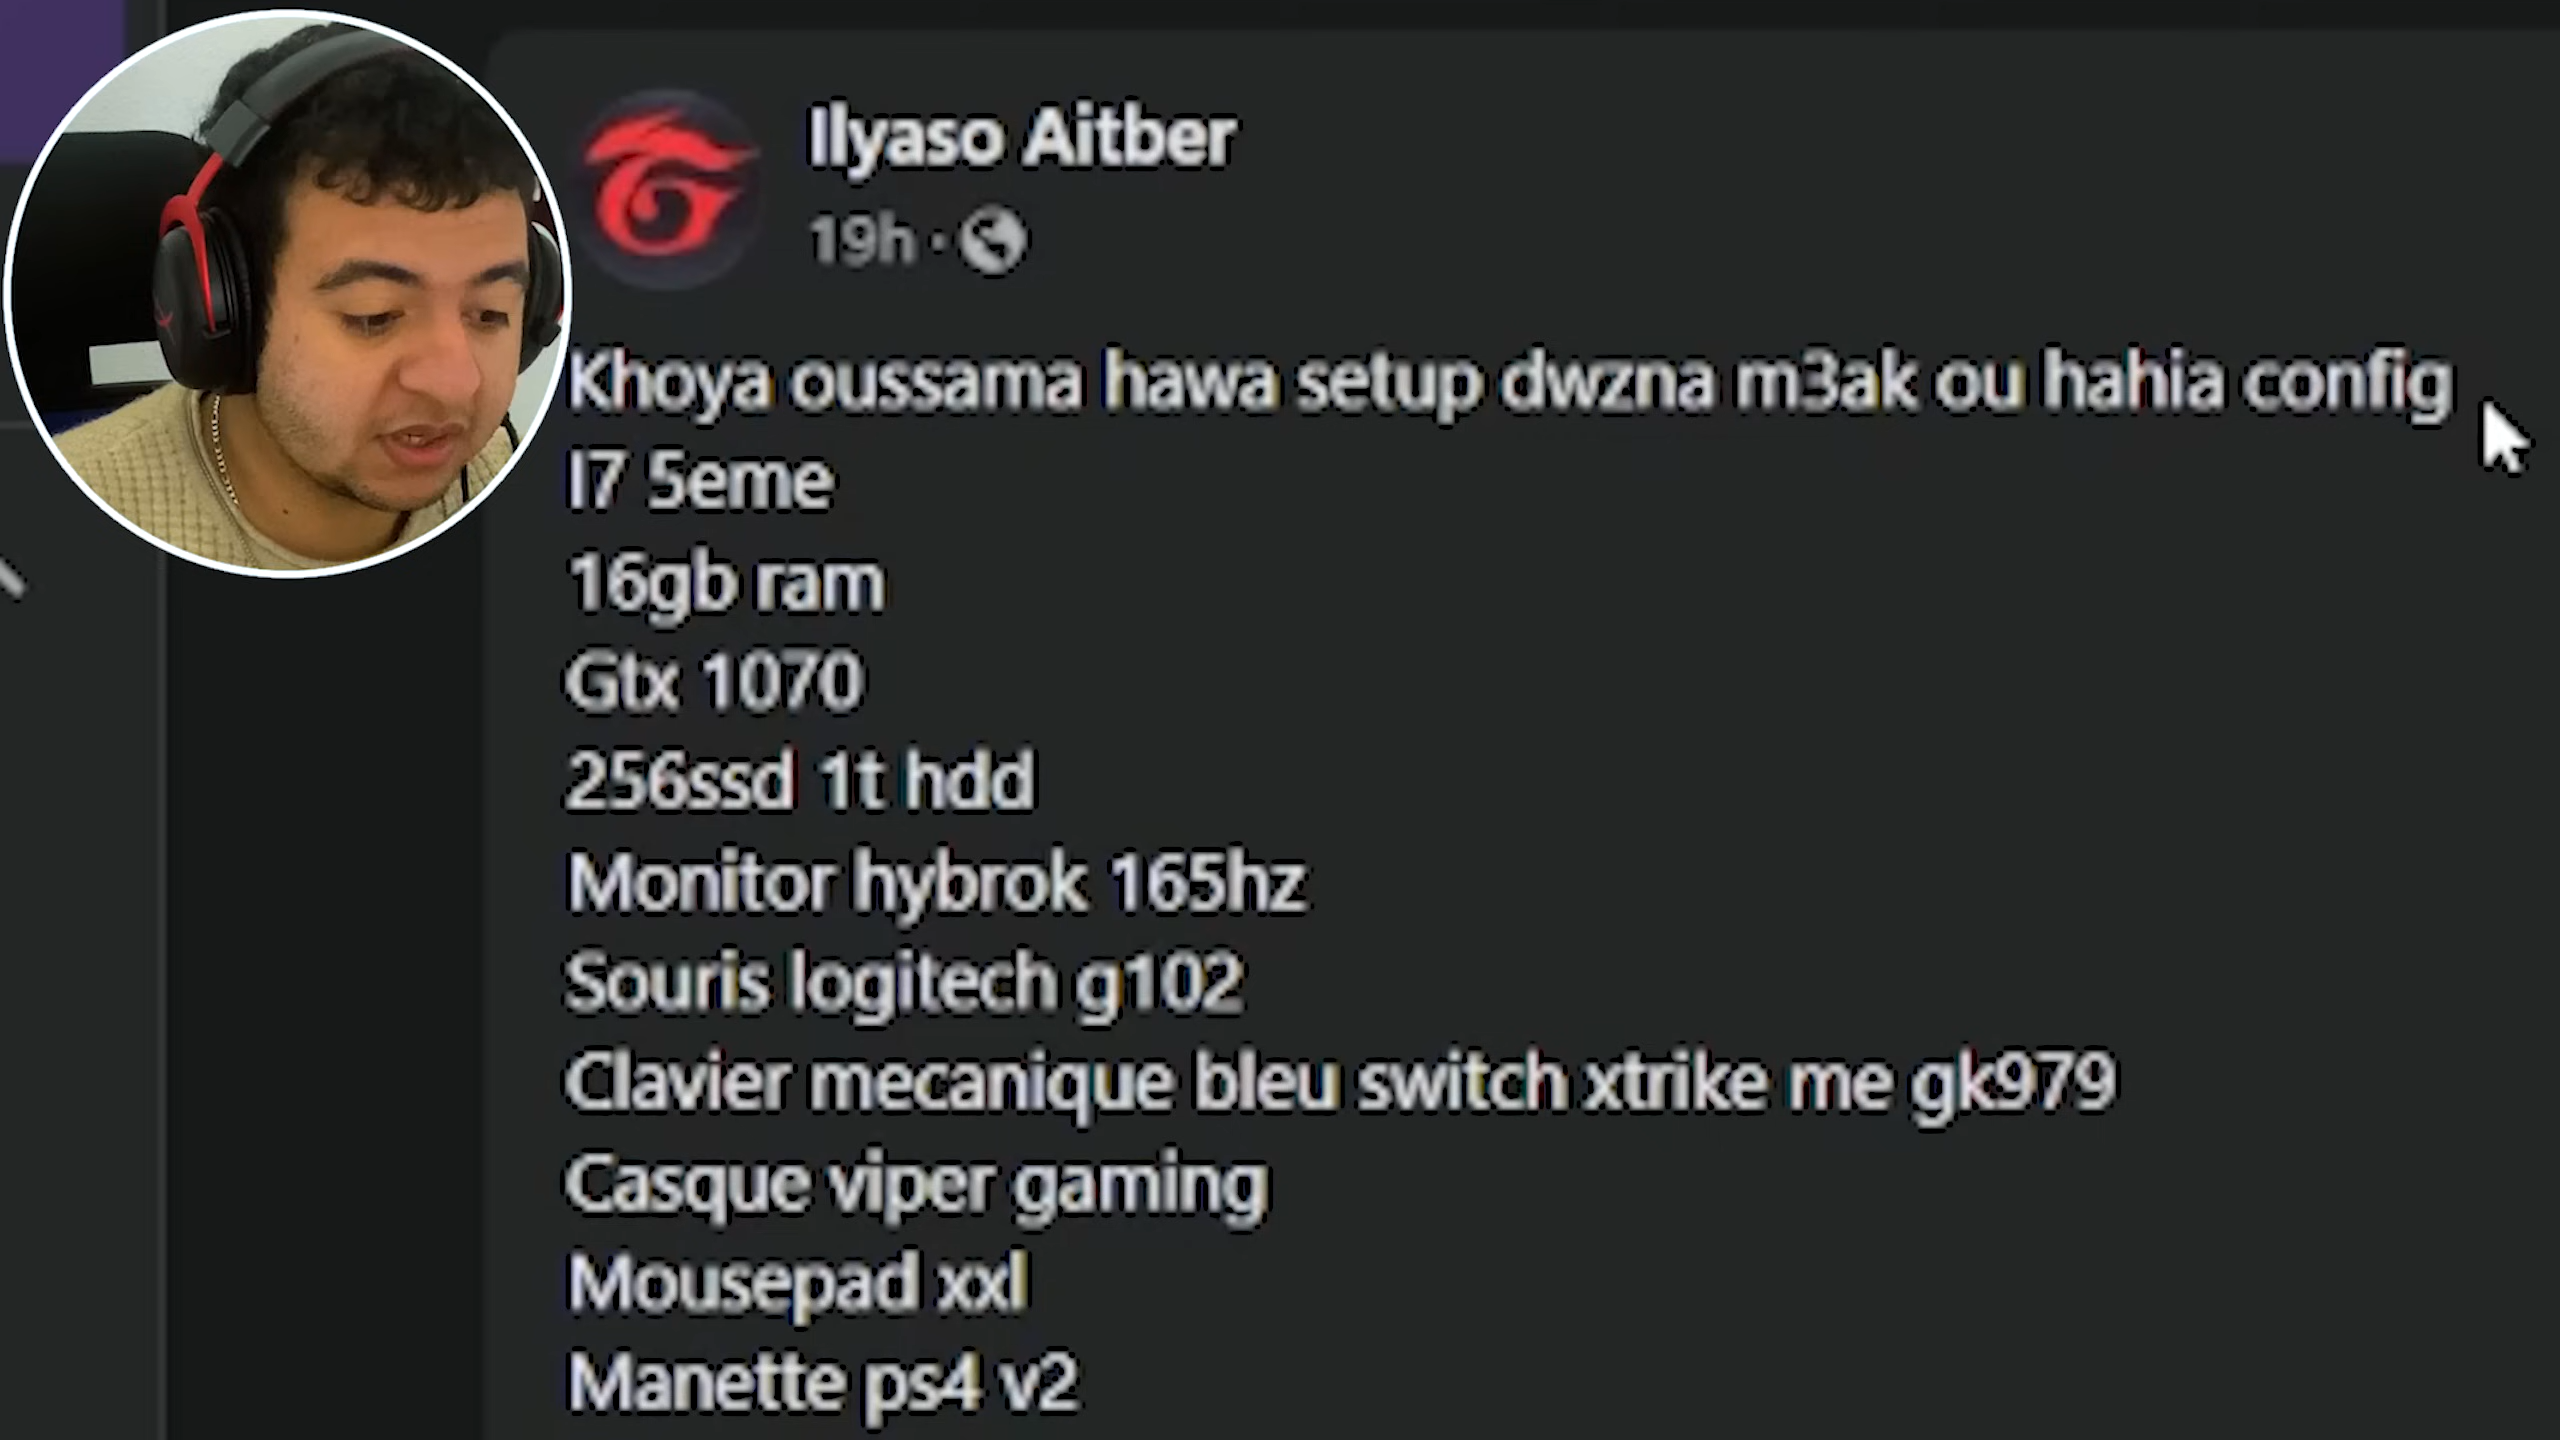 Ilyaso Aitber
19h ·
Khoya oussama hawa setup dwzna m3ak ou hahia config
I7 5eme
16gb ram
Gtx 1070
256ssd 1t hdd
Monitor hybrok 165hz
Souris logitech g102
Clavier mecanique bleu switch xtrike me gk979
Casque viper gaming
Mousepad xxl
Manette ps4 v2